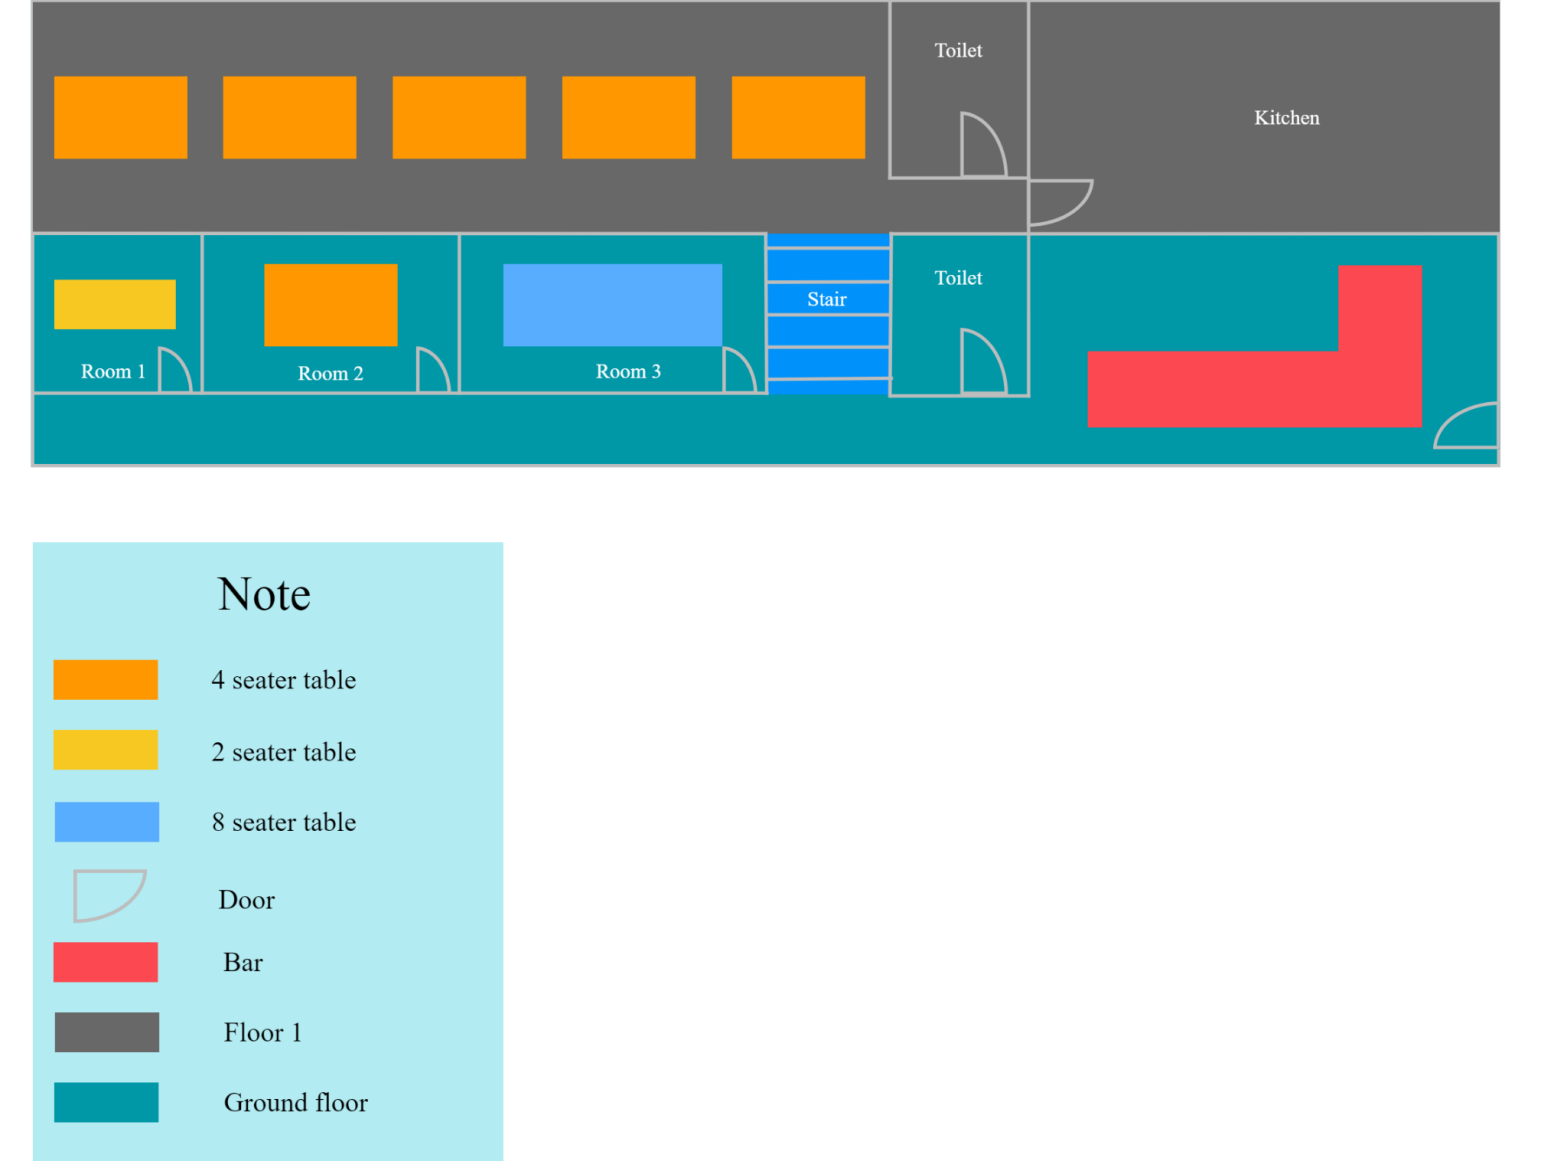 Toilet
Kitchen
Toilet
Stair
Room 1
Room 2
Room 3
Note
4 seater table
2 seater table
8 seater table
Door
Bar
Floor 1
Ground floor